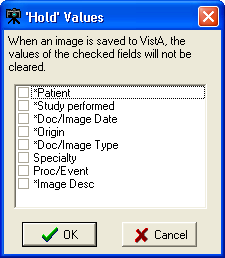 'Hold' Values
When an image is saved to VistA, the
values of the checked fields will not be
cleared.
*Patient
*Study performed
*Doc/Image Date
*Origin
*Doc/Image Type
Specialty
Proc/Event
*Image Desc
OK
Cancel